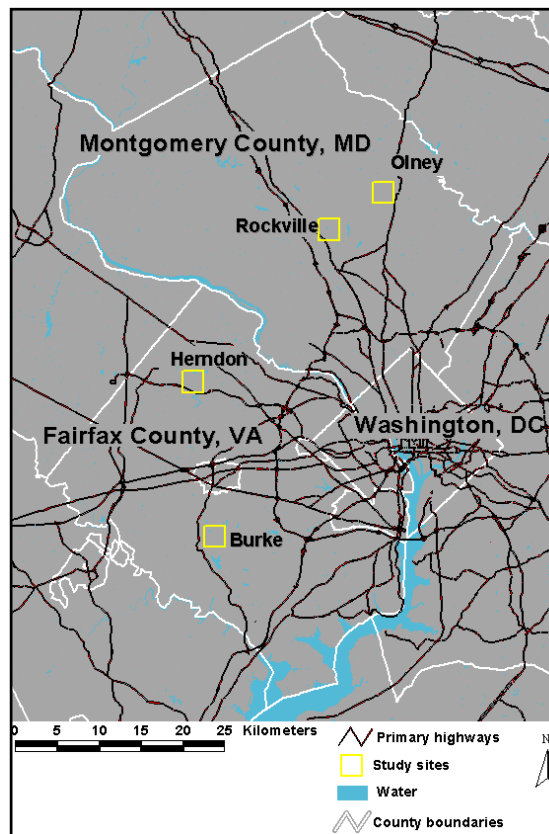 Montgomery County, MD
Olney
Rockville
Herndon
Washington, DC
Fairfax County, VA
Burke
0 5 10 15 20 25 Kilometers
Primary highways
Study sites
Water
County boundaries
N